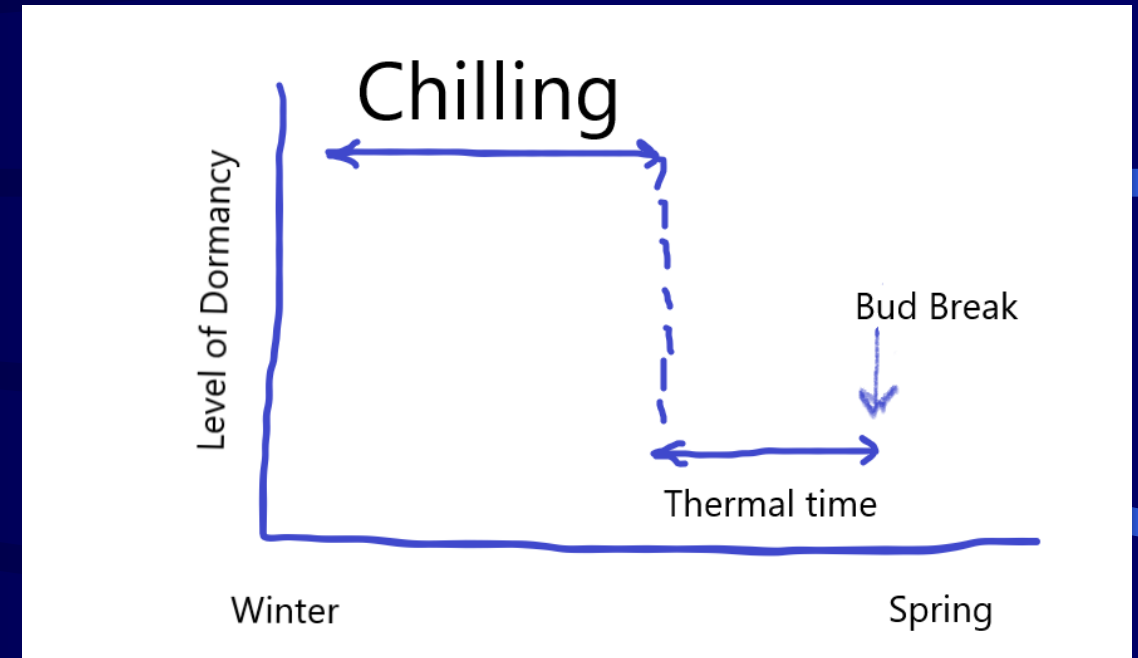 Chilling
Level of Dormancy
Bud Break
Thermal time
Winter
Spring